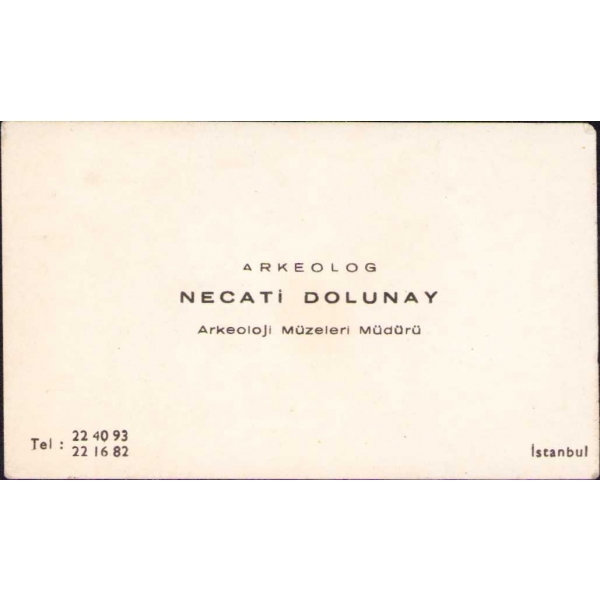 ARKEOLOG
NECATİ DOLUNAY
Arkeoloji Müzeleri Müdürü
Tel : 22 40 93
22 16 82
İstanbul